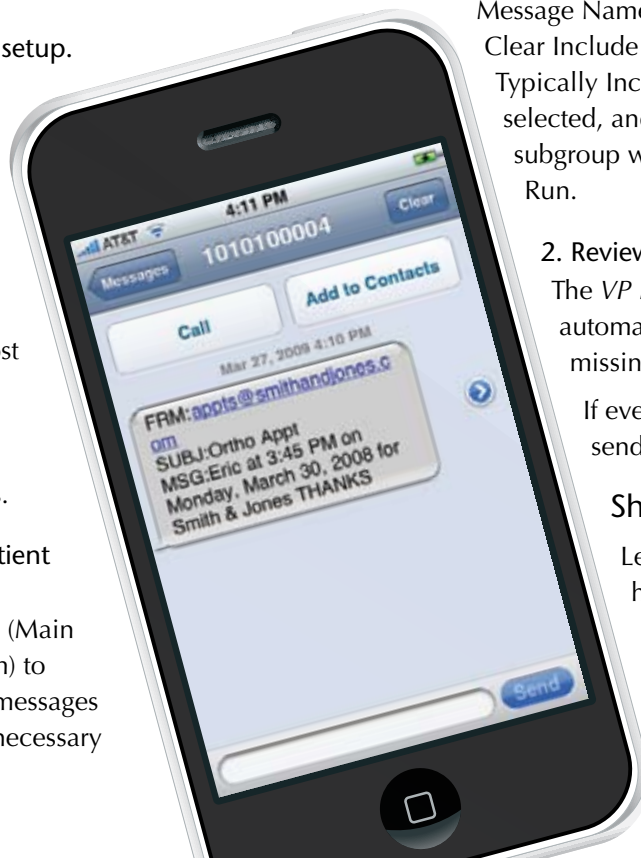 setup.
ost
s.
tient
(Main
n) to
messages
necessary
Message Name
Clear Include
Typically Inc
selected, and
subgroup w
Run.
2. Review
The VP
automa
missin
If eve
send
Sh
Le
h
AT&T
4:11 PM
Messages
1010100004
Clear
Call
Add to Contacts
Mar 27, 2009 4:10 PM
FRM:appts@smithandjones.c
om
SUBJ:Ortho Appt
MSG:Eric at 3:45 PM on
Monday, March 30, 2008 for
Smith & Jones THANKS
Send